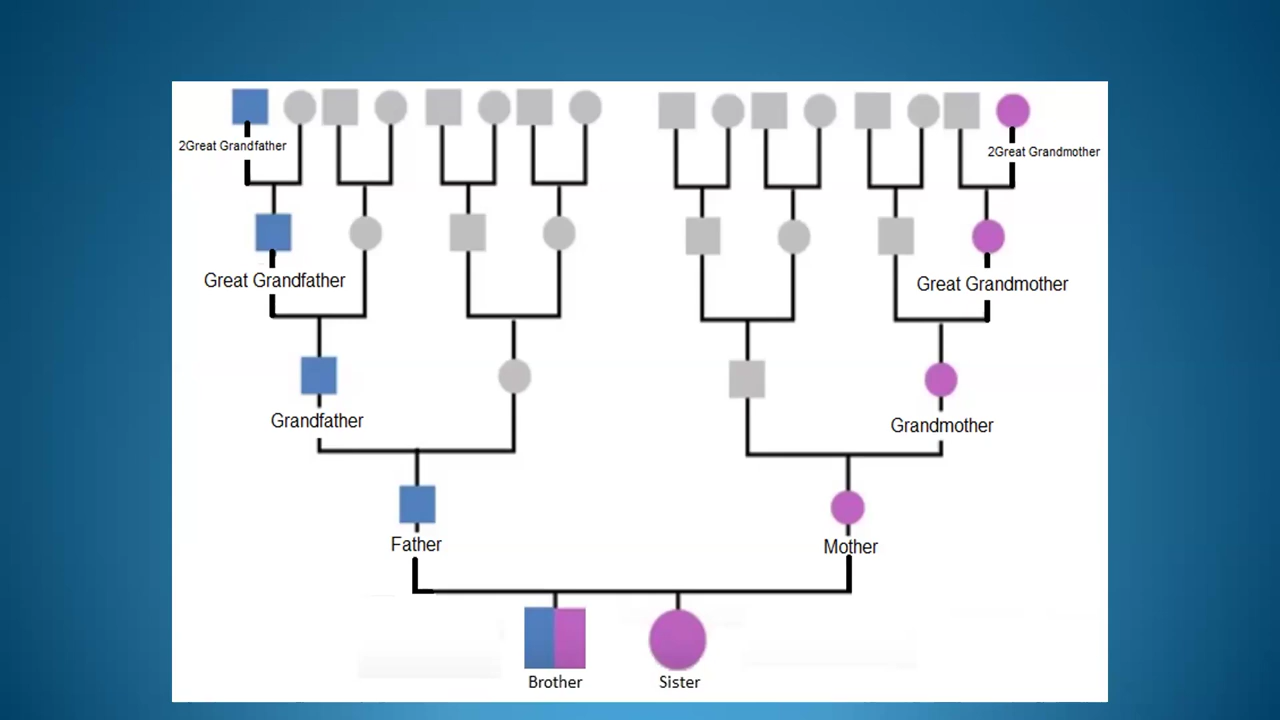 2Great Grandfather
2Great Grandmother
Great Grandfather
Great Grandmother
Grandfather
Grandmother
Father
Mother
Brother
Sister